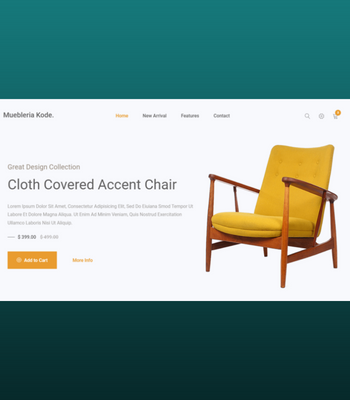 Muebleria Kode.
Home
New Arrival
Features
Contact
Great Design Collection
Cloth Covered Accent Chair
Lorem Ipsum Dolor Sit Amet, Consectetur Adipisicing Elit, Sed Do Eiusmo Tempor Ut
Labore Et Dolore Magna Aliqua. Ut Enim Ad Minim Veniam, Quis Nostrud Exercitation
Ullamco Laboris Nisi Ut Aliquip.
$ 399.00 $ 499.00
Add to Cart
More Info